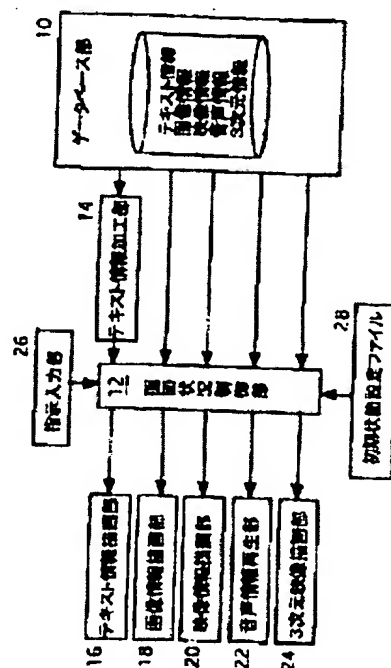 10
データベース部
テキスト情報
画像情報
映像情報
音声情報
3次元情報
14
テキスト情報加工部
26
指示入力部
12
画面状況制御部
28
初期状態設定ファイル
16
テキスト情報描画部
18
画像情報描画部
20
映像情報描画部
22
音声情報再生部
24
3次元映像描画部